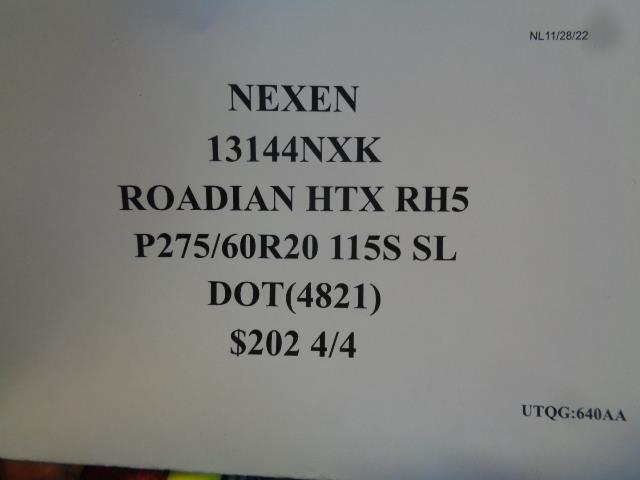 NL11/28/22
NEXEN
13144NXK
ROADIAN HTX RH5
P275/60R20 115S SL
DOT(4821)
$202 4/4
UTQG:640AA